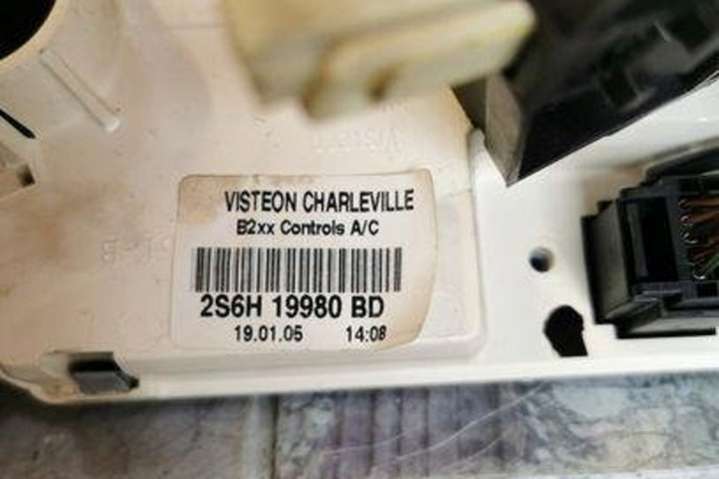 VISTEON CHARLEVILLE
B2xx Controls A/C
2S6H 19980 BD
19.01.05 14:08